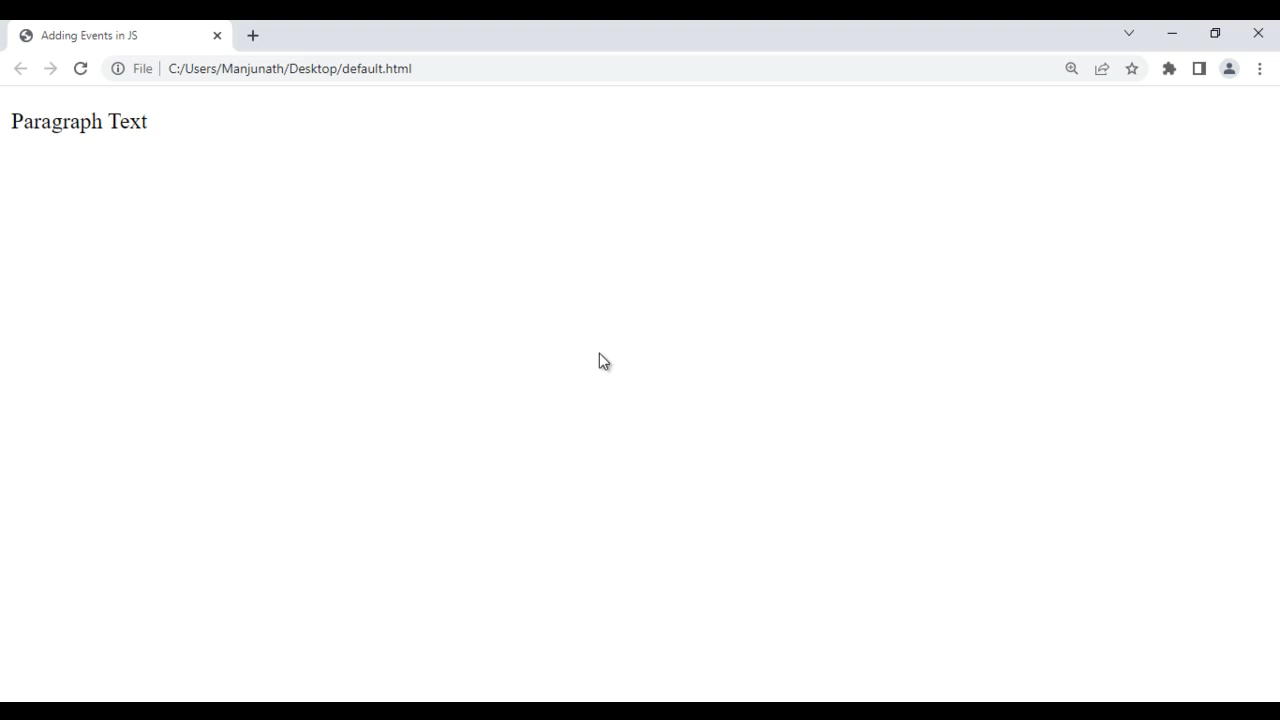 Adding Events in JS
File C:/Users/Manjunath/Desktop/default.html
Paragraph Text